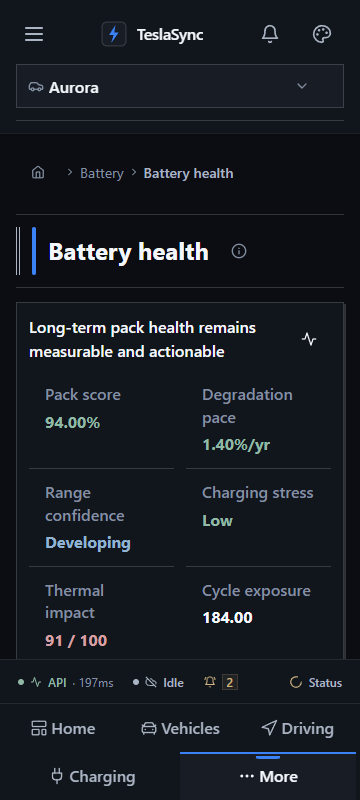 TeslaSync
Aurora
Battery
Battery health
Battery health
Long-term pack health remains
measurable and actionable
Pack score
94.00%
Degradation
pace
1.40%/yr
Range
confidence
Developing
Charging stress
Low
Thermal
impact
91 / 100
Cycle exposure
184.00
API · 197ms
Idle
2
Status
Home
Vehicles
Driving
Charging
More